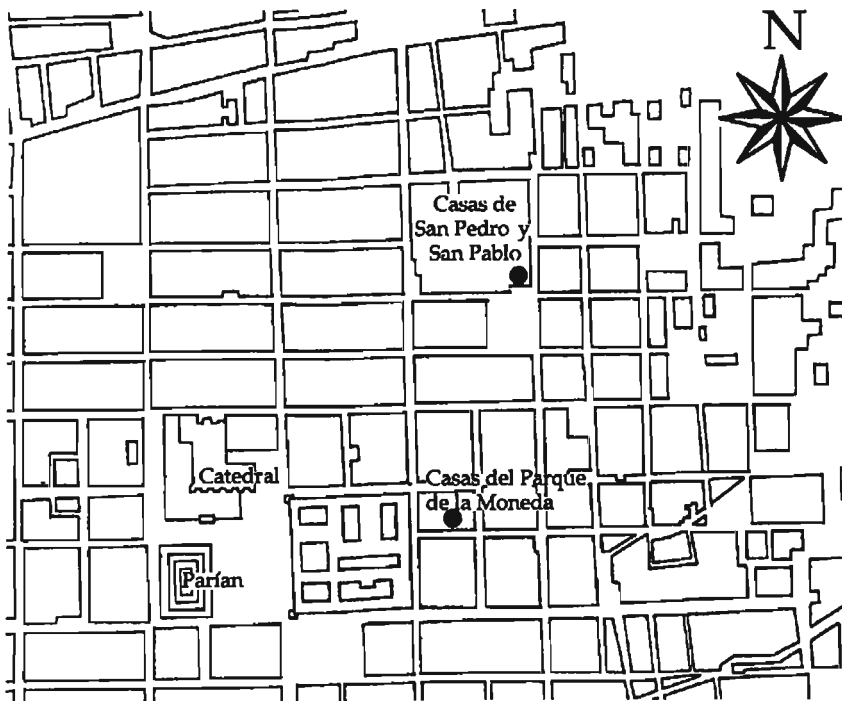 N
Casas de
San Pedro y
San Pablo
Catedral
Casas del Parque
de la Moneda
Parían